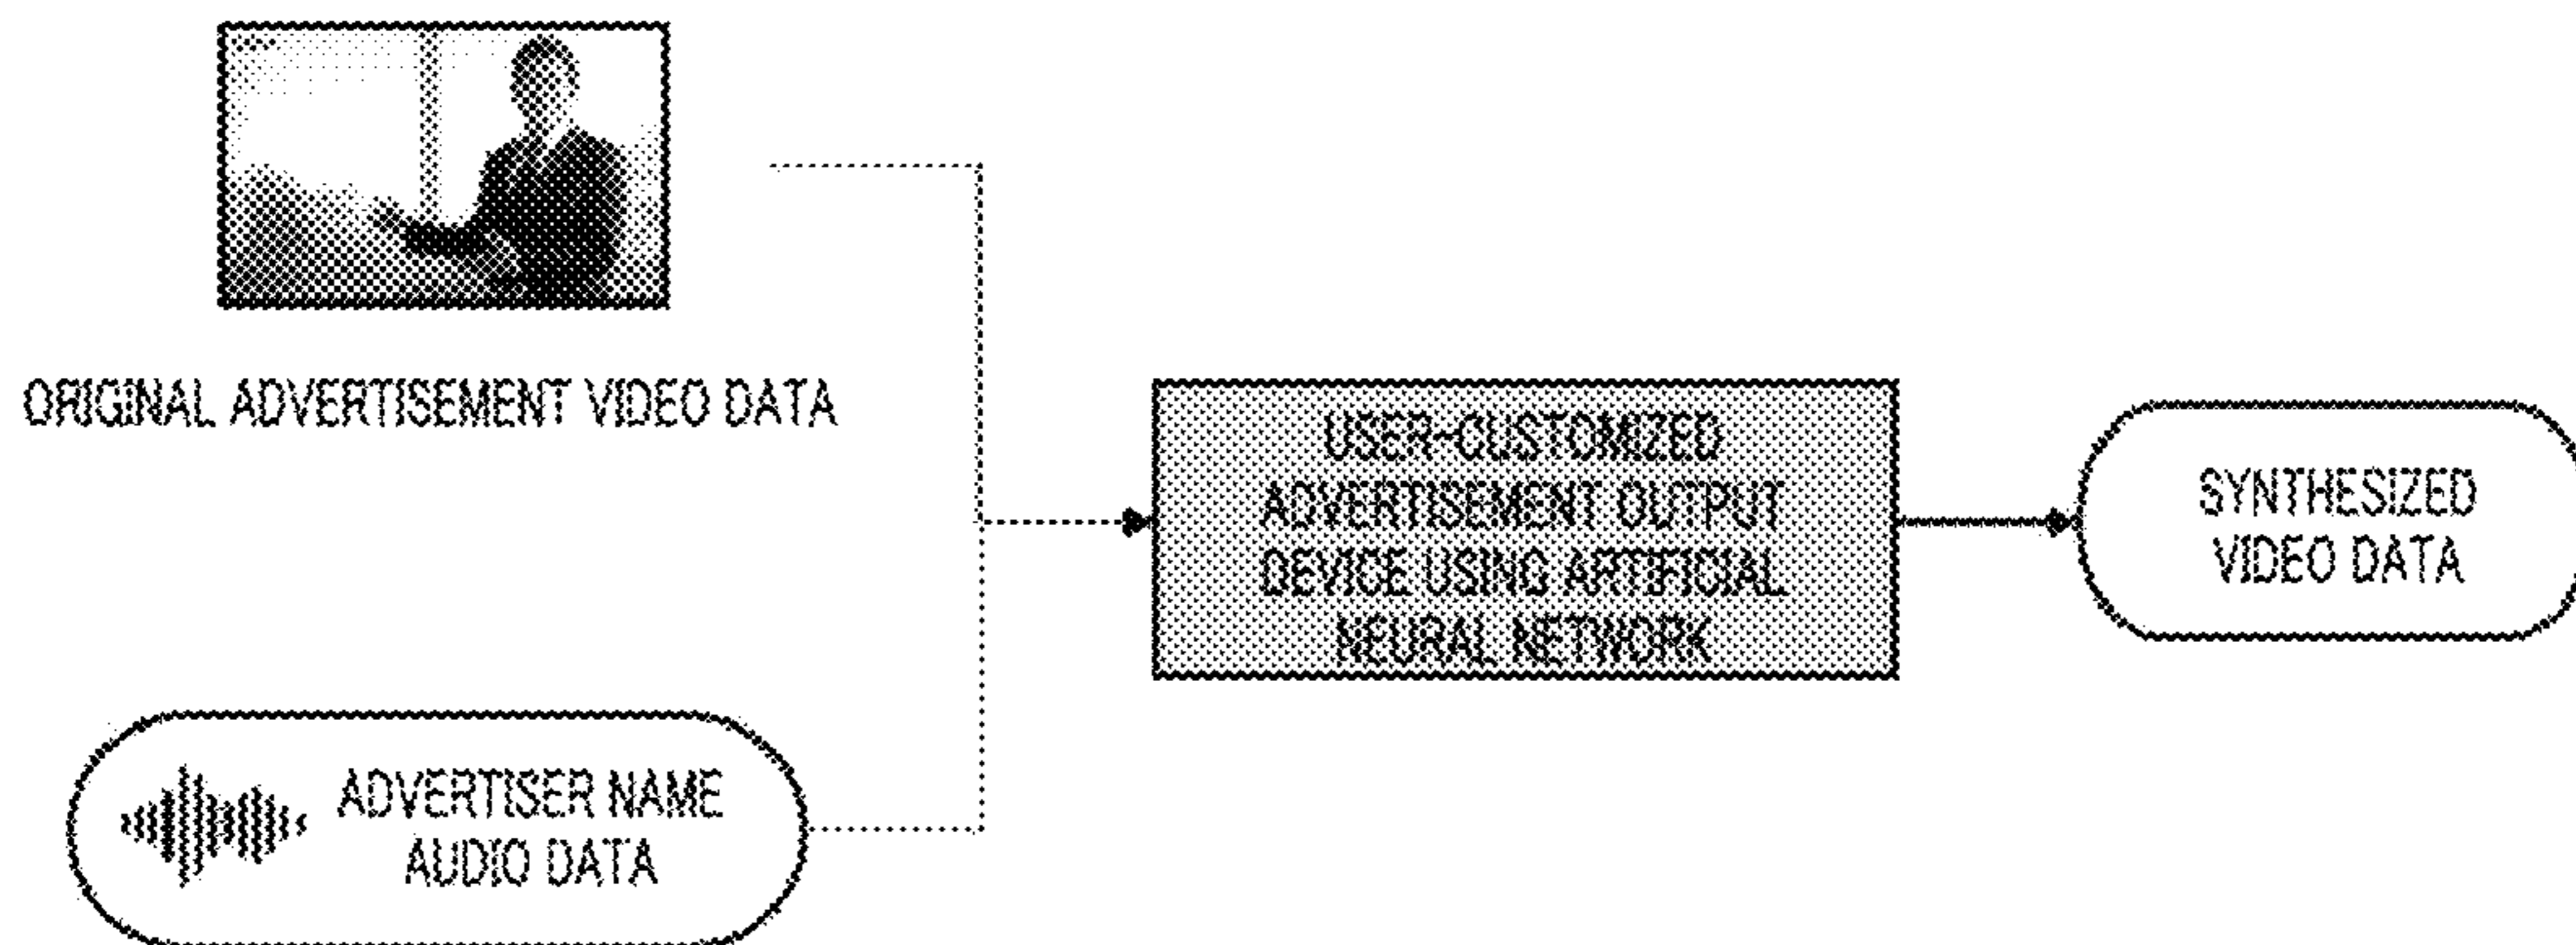 ORIGINAL ADVERTISEMENT VIDEO DATA
USER-CUSTOMIZED
ADVERTISEMENT OUTPUT
DEVICE USING ARTIFICIAL
NEURAL NETWORK
SYNTHESIZED
VIDEO DATA
ADVERTISER NAME
AUDIO DATA